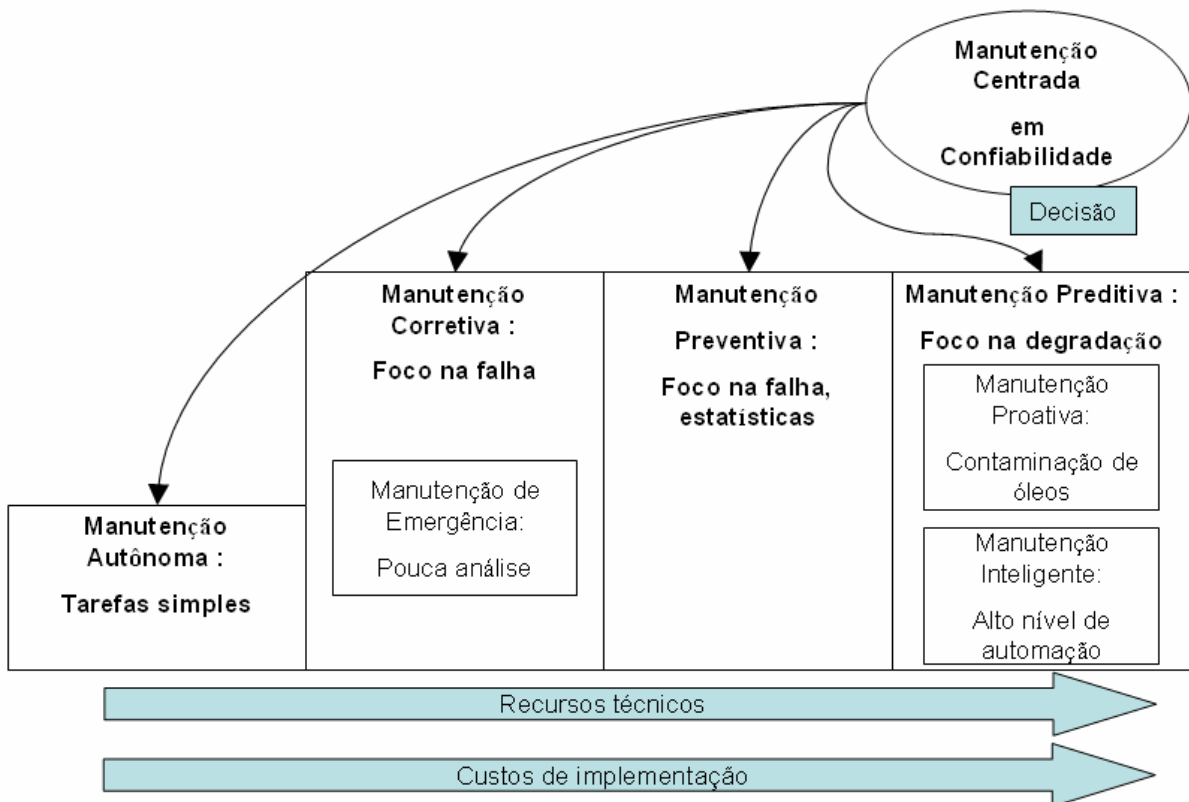 Manutenção
Centrada
em
Confiabilidade
Decisão
Manutenção
Corretiva :
Foco na falha
Manutenção de
Emergência:
Pouca análise
Manutenção
Preventiva :
Foco na falha,
estatísticas
Manutenção Preditiva :
Foco na degradação
Manutenção
Proativa:
Contaminação de
óleos
Manutenção
Inteligente:
Alto nível de
automação
Manutenção
Autônoma :
Tarefas simples
Recursos técnicos
Custos de implementação